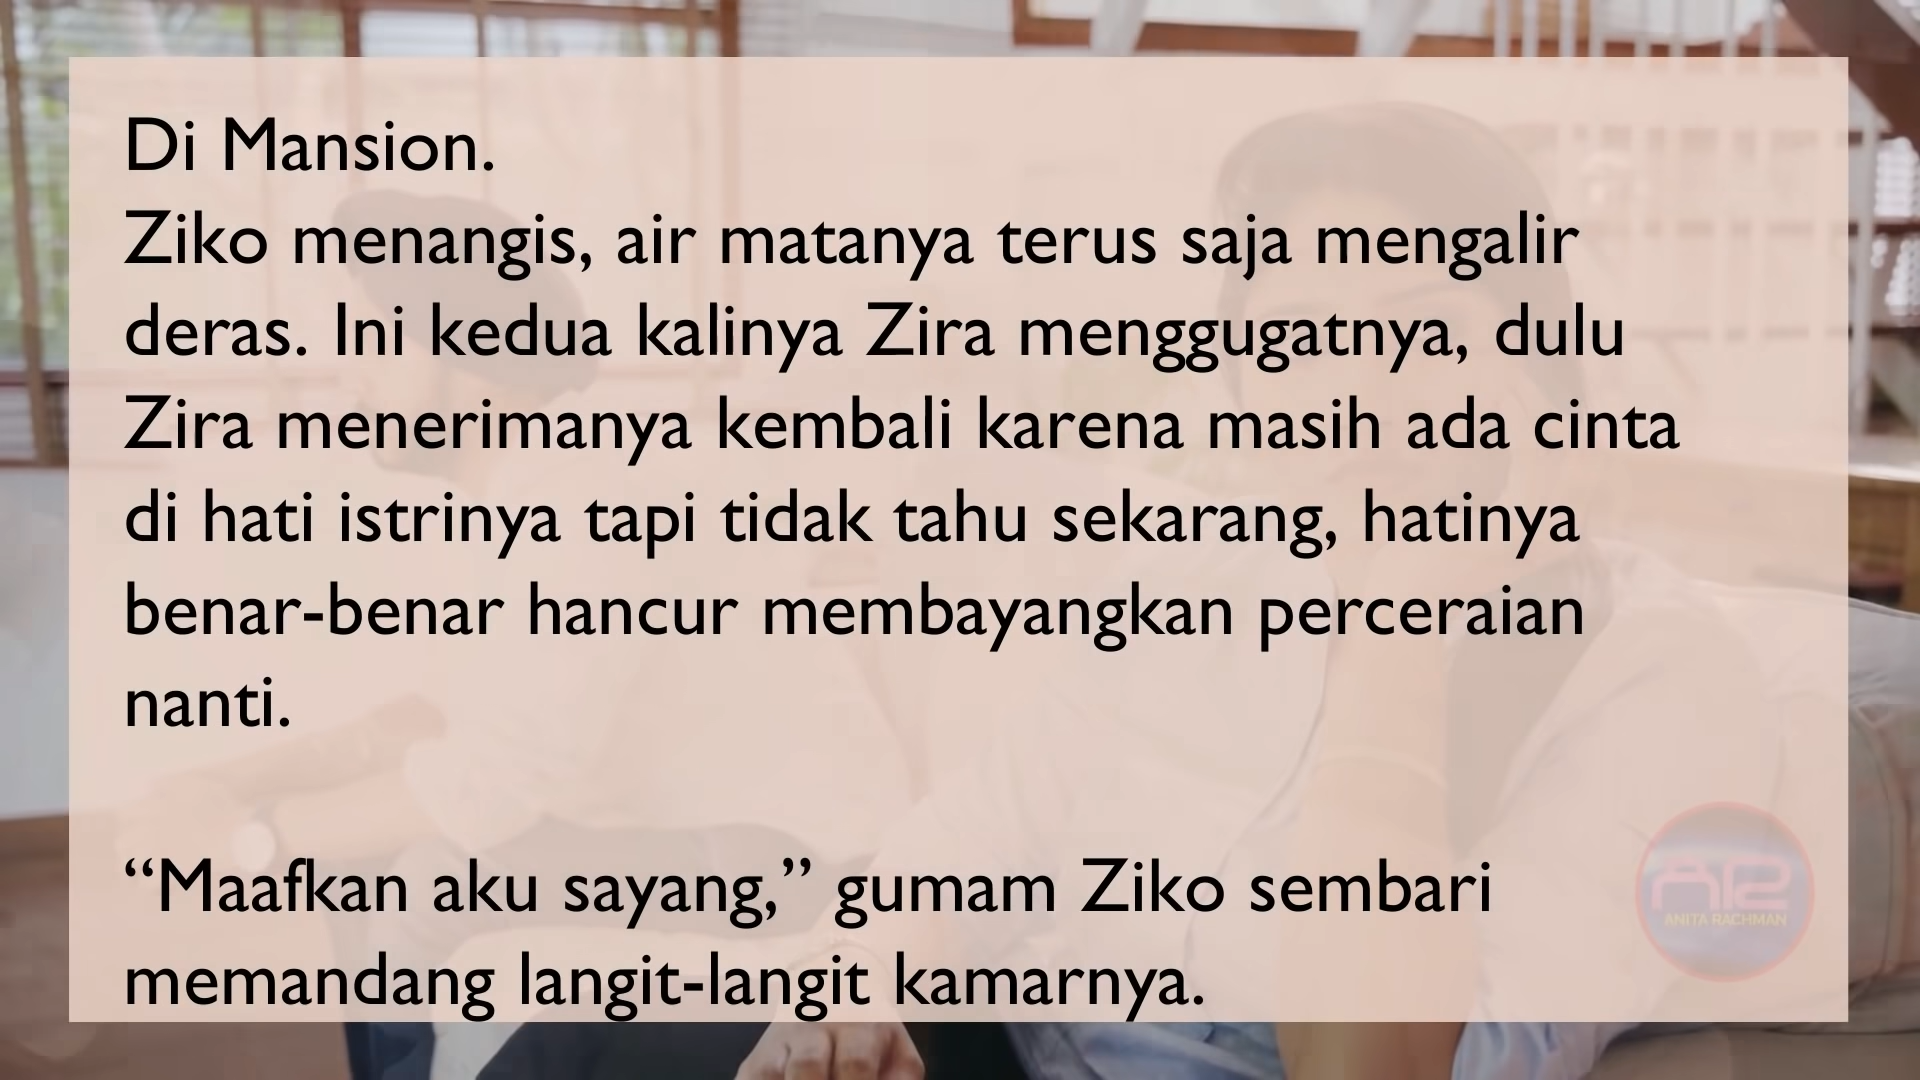 Di Mansion.
Ziko menangis, air matanya terus saja mengalir
deras. Ini kedua kalinya Zira menggugatnya, dulu
Zira menerimanya kembali karena masih ada cinta
di hati istrinya tapi tidak tahu sekarang, hatinya
benar-benar hancur membayangkan perceraian
nanti.
“Maafkan aku sayang,” gumam Ziko sembari
memandang langit-langit kamarnya.
AR
ANITA RACHMAN